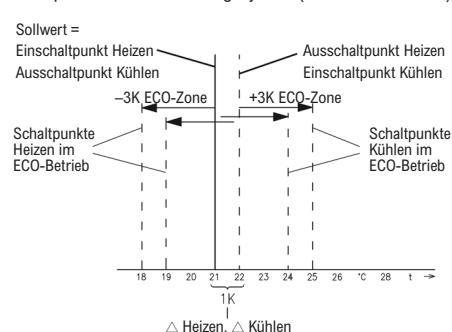 Sollwert =
Einschaltpunkt Heizen
Ausschaltpunkt Kühlen
Ausschaltpunkt Heizen
Einschaltpunkt Kühlen
–3K ECO-Zone
+3K ECO-Zone
Schaltpunkte
Heizen im
ECO-Betrieb
Schaltpunkte
Kühlen im
ECO-Betrieb
18 19 20 21 22 23 24 25 26 °C 28 t →
1K
△ Heizen, △ Kühlen